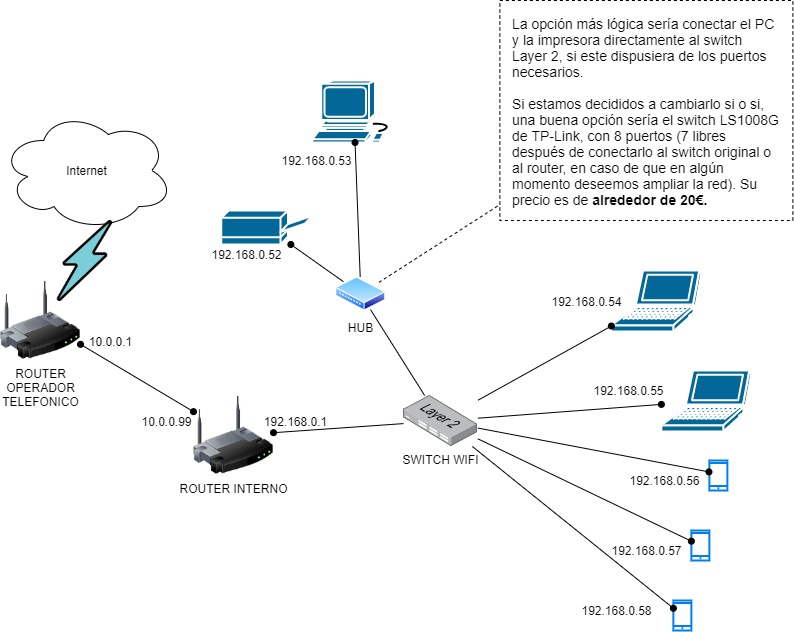 La opción más lógica sería conectar el PC
y la impresora directamente al switch
Layer 2, si este dispusiera de los puertos
necesarios.
Si estamos decididos a cambiarlo si o si,
una buena opción sería el switch LS1008G
de TP-Link, con 8 puertos (7 libres
después de conectarlo al switch original o
al router, en caso de que en algún
momento deseemos ampliar la red). Su
precio es de alrededor de 20€.
Internet
192.168.0.53
192.168.0.52
HUB
10.0.0.1
ROUTER
OPERADOR
TELEFONICO
10.0.0.99
192.168.0.1
ROUTER INTERNO
Layer 2
SWITCH WIFI
192.168.0.54
192.168.0.55
192.168.0.56
192.168.0.57
192.168.0.58